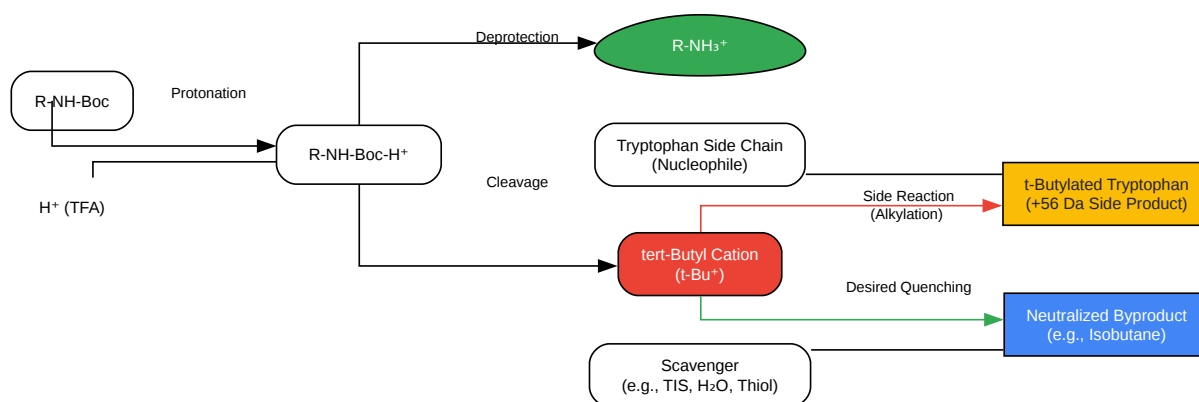 R-NH-Boc
Protonation
H⁺ (TFA)
R-NH-Boc-H⁺
Deprotection
R-NH₃⁺
Cleavage
Tryptophan Side Chain
(Nucleophile)
tert-Butyl Cation
(t-Bu⁺)
Side Reaction
(Alkylation)
t-Butylated Tryptophan
(+56 Da Side Product)
Desired Quenching
Neutralized Byproduct
(e.g., Isobutane)
Scavenger
(e.g., TIS, H₂O, Thiol)